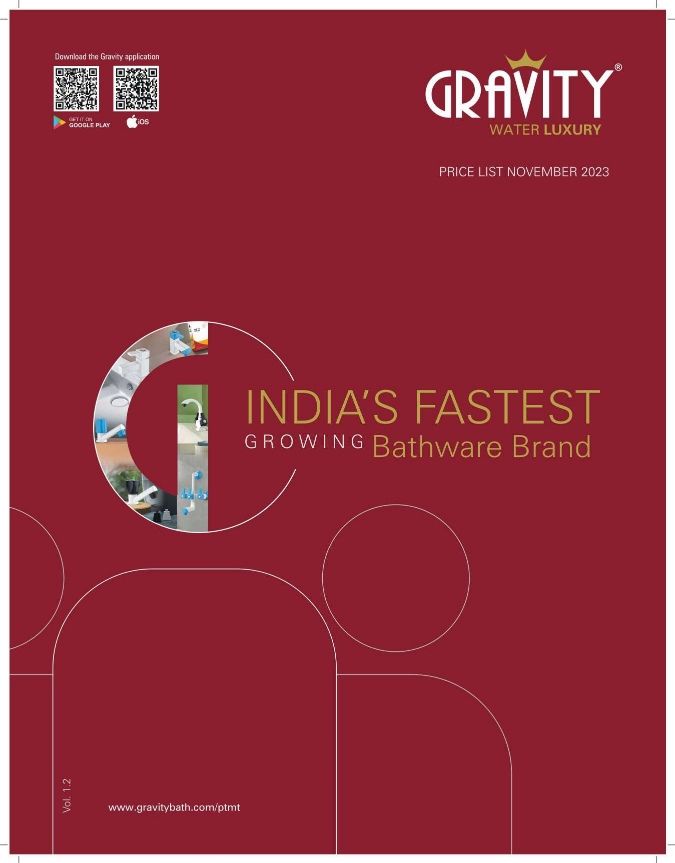 Download the Gravity application
GET IT ON
GOOGLE PLAY
iOS
GRAVITY®
WATER LUXURY
PRICE LIST NOVEMBER 2023
INDIA'S FASTEST
GROWING Bathware Brand
Vol. 1.2
www.gravitybath.com/ptmt